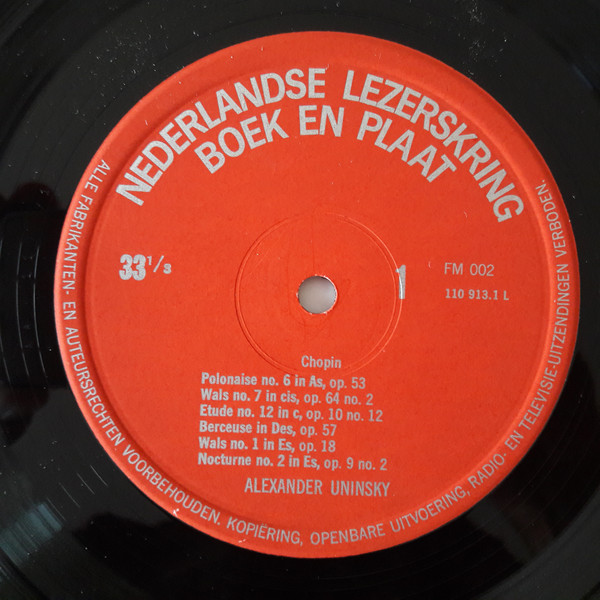 NEDERLANDSE LEZERSKRING
BOEK EN PLAAT
33 1/3
1
FM 002
110 913.1 L
Chopin
Polonaise no. 6 in As, op. 53
Wals no. 7 in cis, op. 64 no. 2
Etude no. 12 in c, op. 10 no. 12
Berceuse in Des, op. 57
Wals no. 1 in Es, op. 18
Nocturne no. 2 in Es, op. 9 no. 2
ALEXANDER UNINSKY
ALLE FABRIKANTEN- EN AUTEURSRECHTEN VOORBEHOUDEN. KOPIËRING, OPENBARE UITVOERING, RADIO- EN TELEVISIE-UITZENDINGEN VERBODEN.